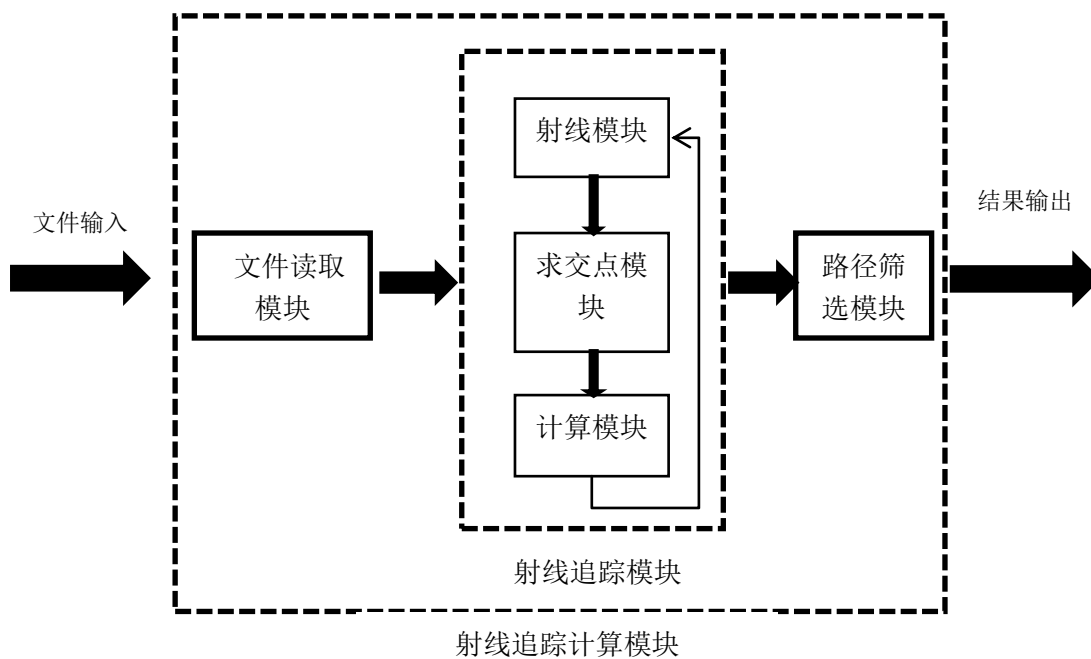 文件输入
文件读取
模块
射线模块
求交点模
块
计算模块
射线追踪模块
路径筛
选模块
结果输出
射线追踪计算模块